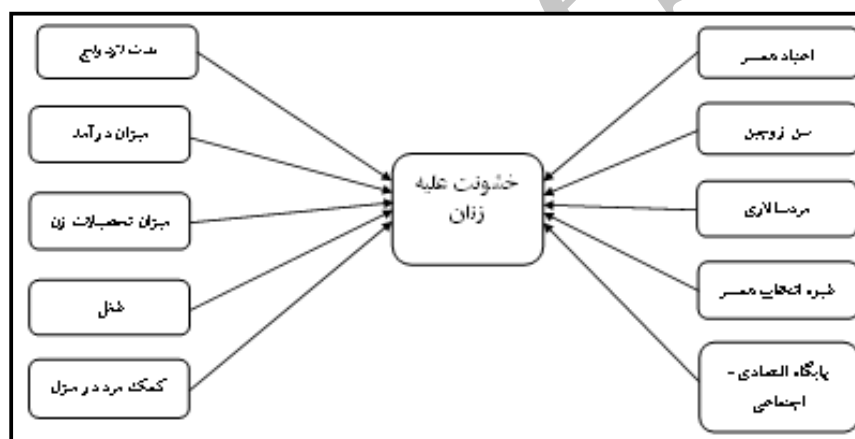 اعتیاد همسر
سن زوجین
مردسالاری
شیوه انتخاب همسر
پایگاه اقتصادی -
اجتماعی
خشونت علیه
زنان
مدت ازدواج
میزان درآمد
میزان تحصیلات زن
شغل
کمک مرد در منزل